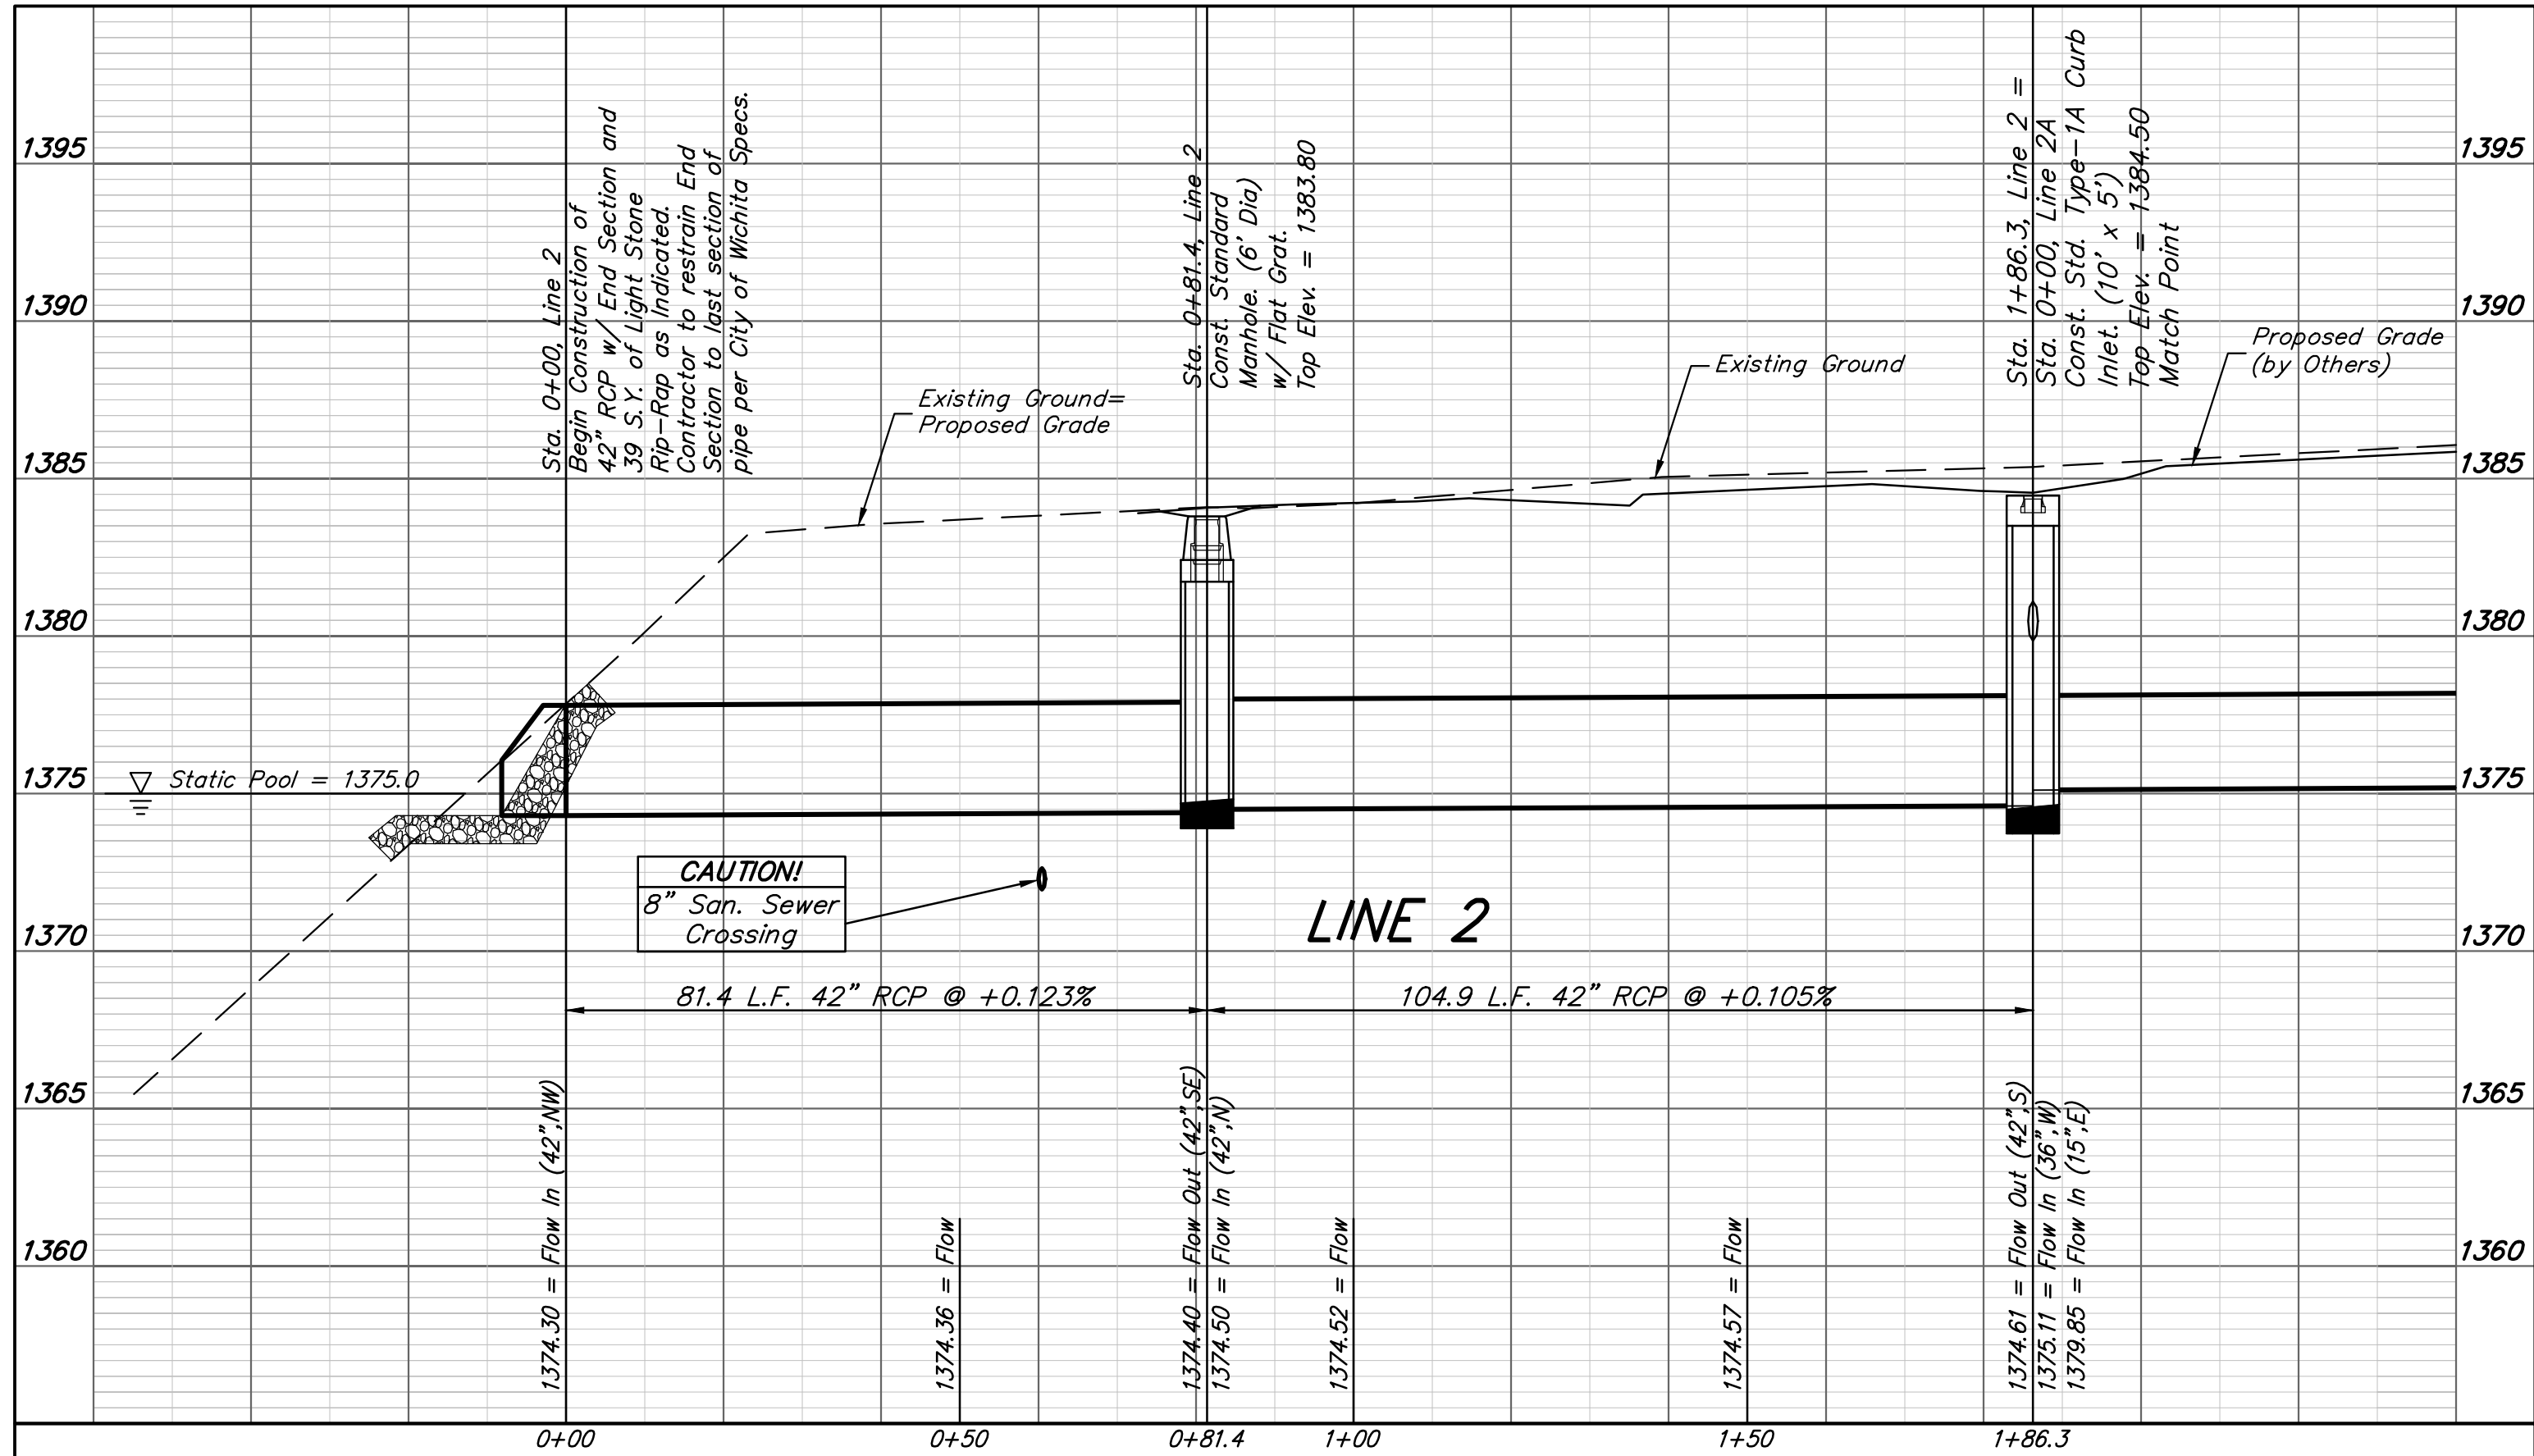 Sta. 0+00, Line 2
Begin Construction of
42" RCP w/ End Section and
39 S.Y. of Light Stone
Rip-Rap as Indicated.
Contractor to restrain End
Section to last section of
pipe per City of Wichita Specs.
Sta. 0+81.4, Line 2
Const. Standard
Manhole. (6' Dia)
w/ Flat Grat.
Top Elev. = 1383.80
Sta. 1+86.3, Line 2 =
Sta. 0+00, Line 2A
Const. Std. Type-1A Curb
Inlet. (10' x 5')
Top Elev. = 1384.50
Match Point
1395
1395
1390
1390
Existing Ground=
Proposed Grade
Existing Ground
Proposed Grade
(by Others)
1385
1385
1380
1380
1375
Static Pool = 1375.0
1375
CAUTION!
8" San. Sewer
Crossing
LINE 2
1370
1370
81.4 L.F. 42" RCP @ +0.123%
104.9 L.F. 42" RCP @ +0.105%
1365
1365
1360
1360
1374.30 = Flow In (42",NW)
1374.36 = Flow
1374.40 = Flow Out (42",SE)
1374.50 = Flow In (42",N)
1374.52 = Flow
1374.57 = Flow
1374.61 = Flow Out (42",S)
1375.11 = Flow In (36",W)
1379.85 = Flow In (15",E)
0+00
0+50
0+81.4
1+00
1+50
1+86.3